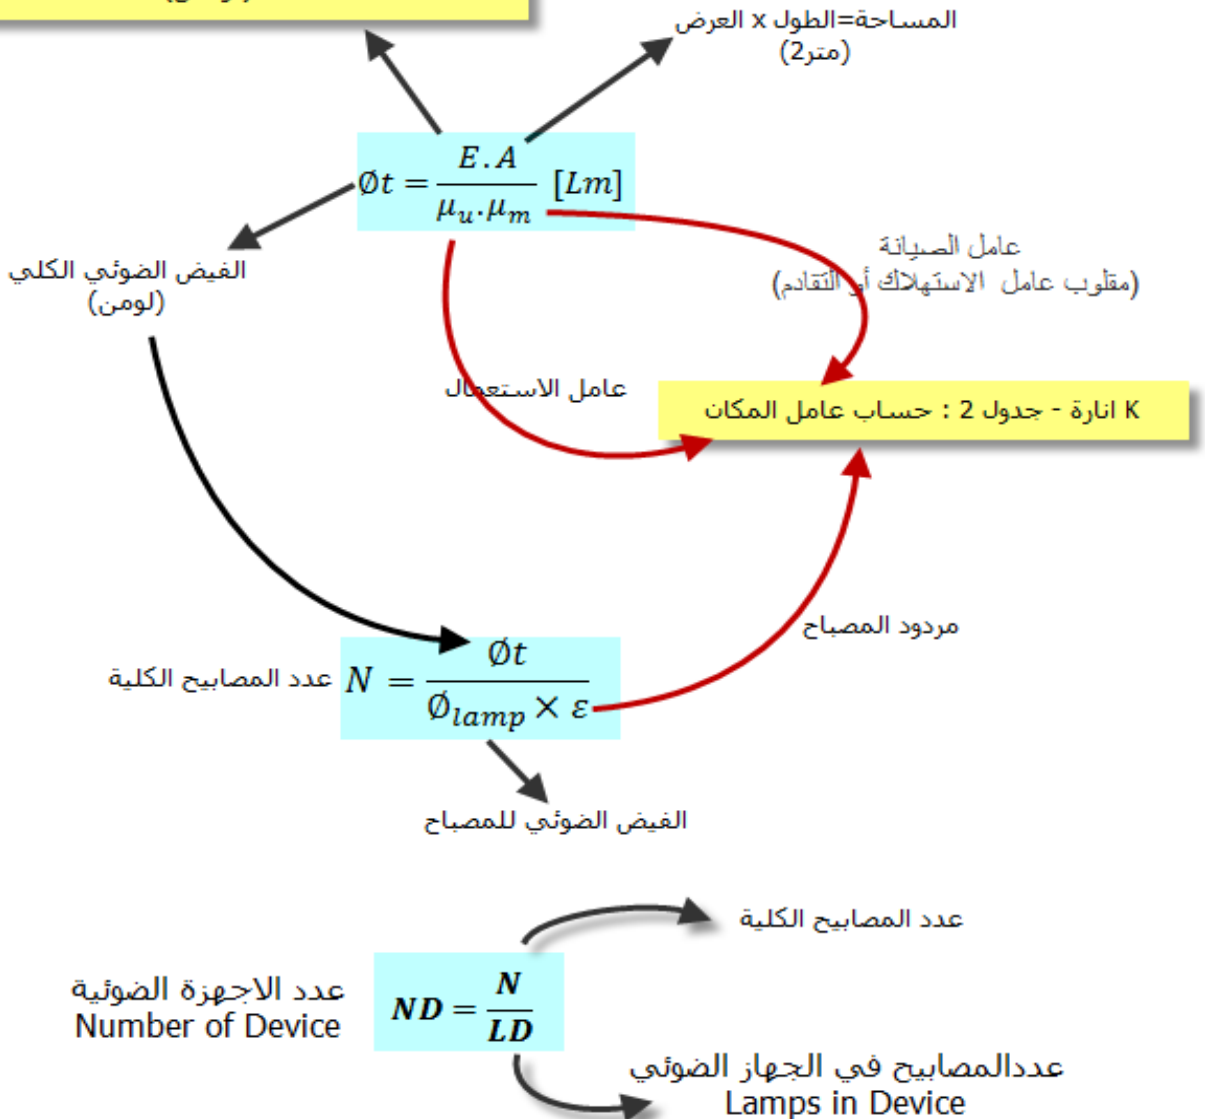 المساحة=الطول x العرض
(متر2)
Øt = E.A / μu.μm [Lm]
عامل الصيانة
(مقلوب عامل الاستهلاك أو التقادم)
الفيض الضوئي الكلي
(لومن)
عامل الاستعمال
K انارة - جدول 2 : حساب عامل المكان
مردود المصباح
عدد المصابيح الكلية
N = Øt / Ølamp × ε
الفيض الضوئي للمصباح
عدد المصابيح الكلية
عدد الاجهزة الضوئية
Number of Device
ND = N / LD
عددالمصابيح في الجهاز الضوئي
Lamps in Device